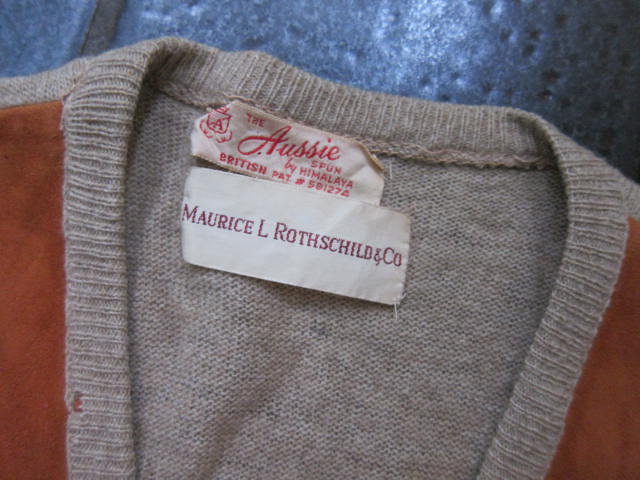 A
THE
Aussie
SPUN
by HIMALAYA
BRITISH PAT. # 581274
MAURICE L ROTHSCHILD & CO